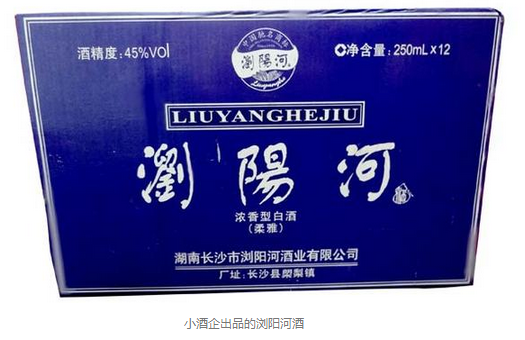 酒精度：45%Vol
中国驰名商标
瀏陽河
Liuyanghe
净含量：250mL×12
LIUYANGHEJIU
瀏陽河
浓香型白酒
（柔雅）
湖南长沙市浏阳河酒业有限公司
厂址：长沙县㮾梨镇
小酒企出品的浏阳河酒